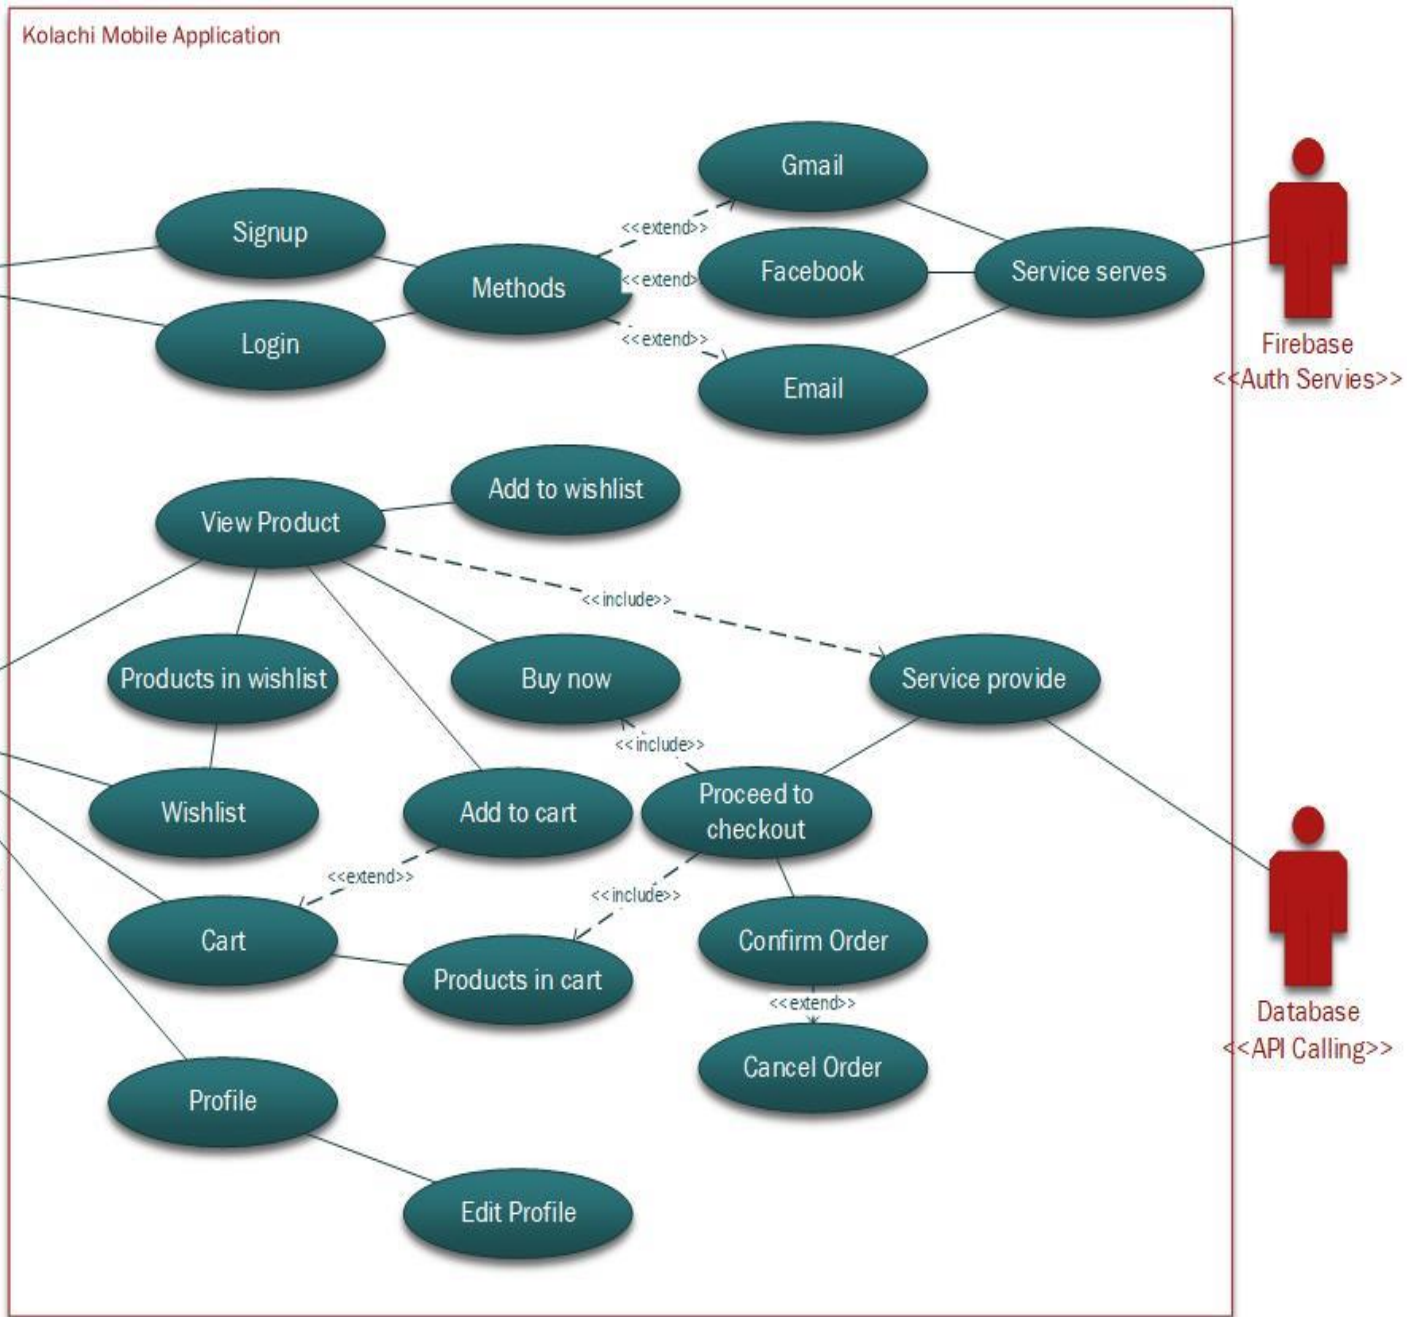 Kolachi Mobile Application
Gmail
Signup
<<extend>>
Methods
<<extend>
Facebook
Service serves
Login
<<extend>>
Email
Firebase
<<Auth Servies>>
Add to wishlist
View Product
<<include>>
Products in wishlist
Buy now
Service provide
<<include>>
Wishlist
Add to cart
Proceed to
checkout
<<extend>>
<<include>>
Cart
Products in cart
Confirm Order
<<extend>>
Cancel Order
Database
<<API Calling>>
Profile
Edit Profile